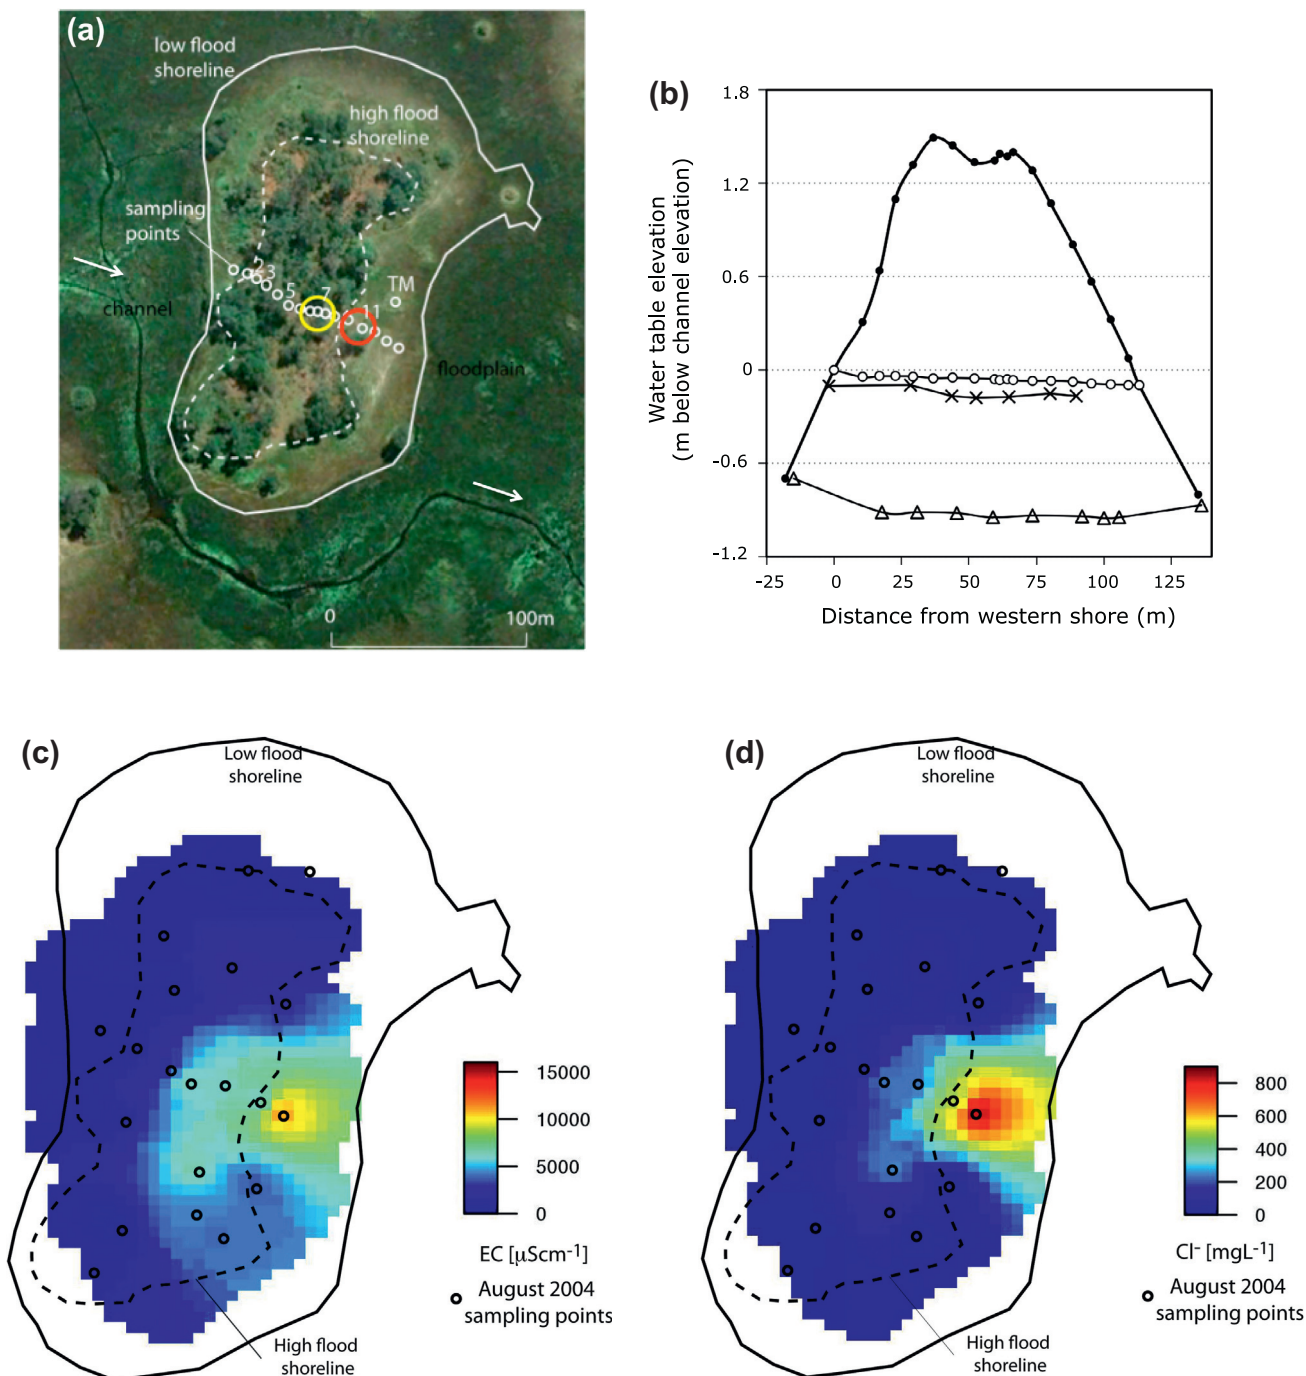 (a)
low flood
shoreline
high flood
shoreline
sampling
points
2
3
5
7
11
TM
channel
floodplain
0
100m
(b)
Water table elevation
(m below channel elevation)
1.8
1.2
0.6
0
-0.6
-1.2
-25
0
25
50
75
100
125
Distance from western shore (m)
(c)
Low flood
shoreline
15000
10000
5000
0
EC [μScm⁻¹]
August 2004
sampling points
High flood
shoreline
(d)
Low flood
shoreline
800
600
400
200
0
Cl⁻ [mgL⁻¹]
August 2004
sampling points
High flood
shoreline